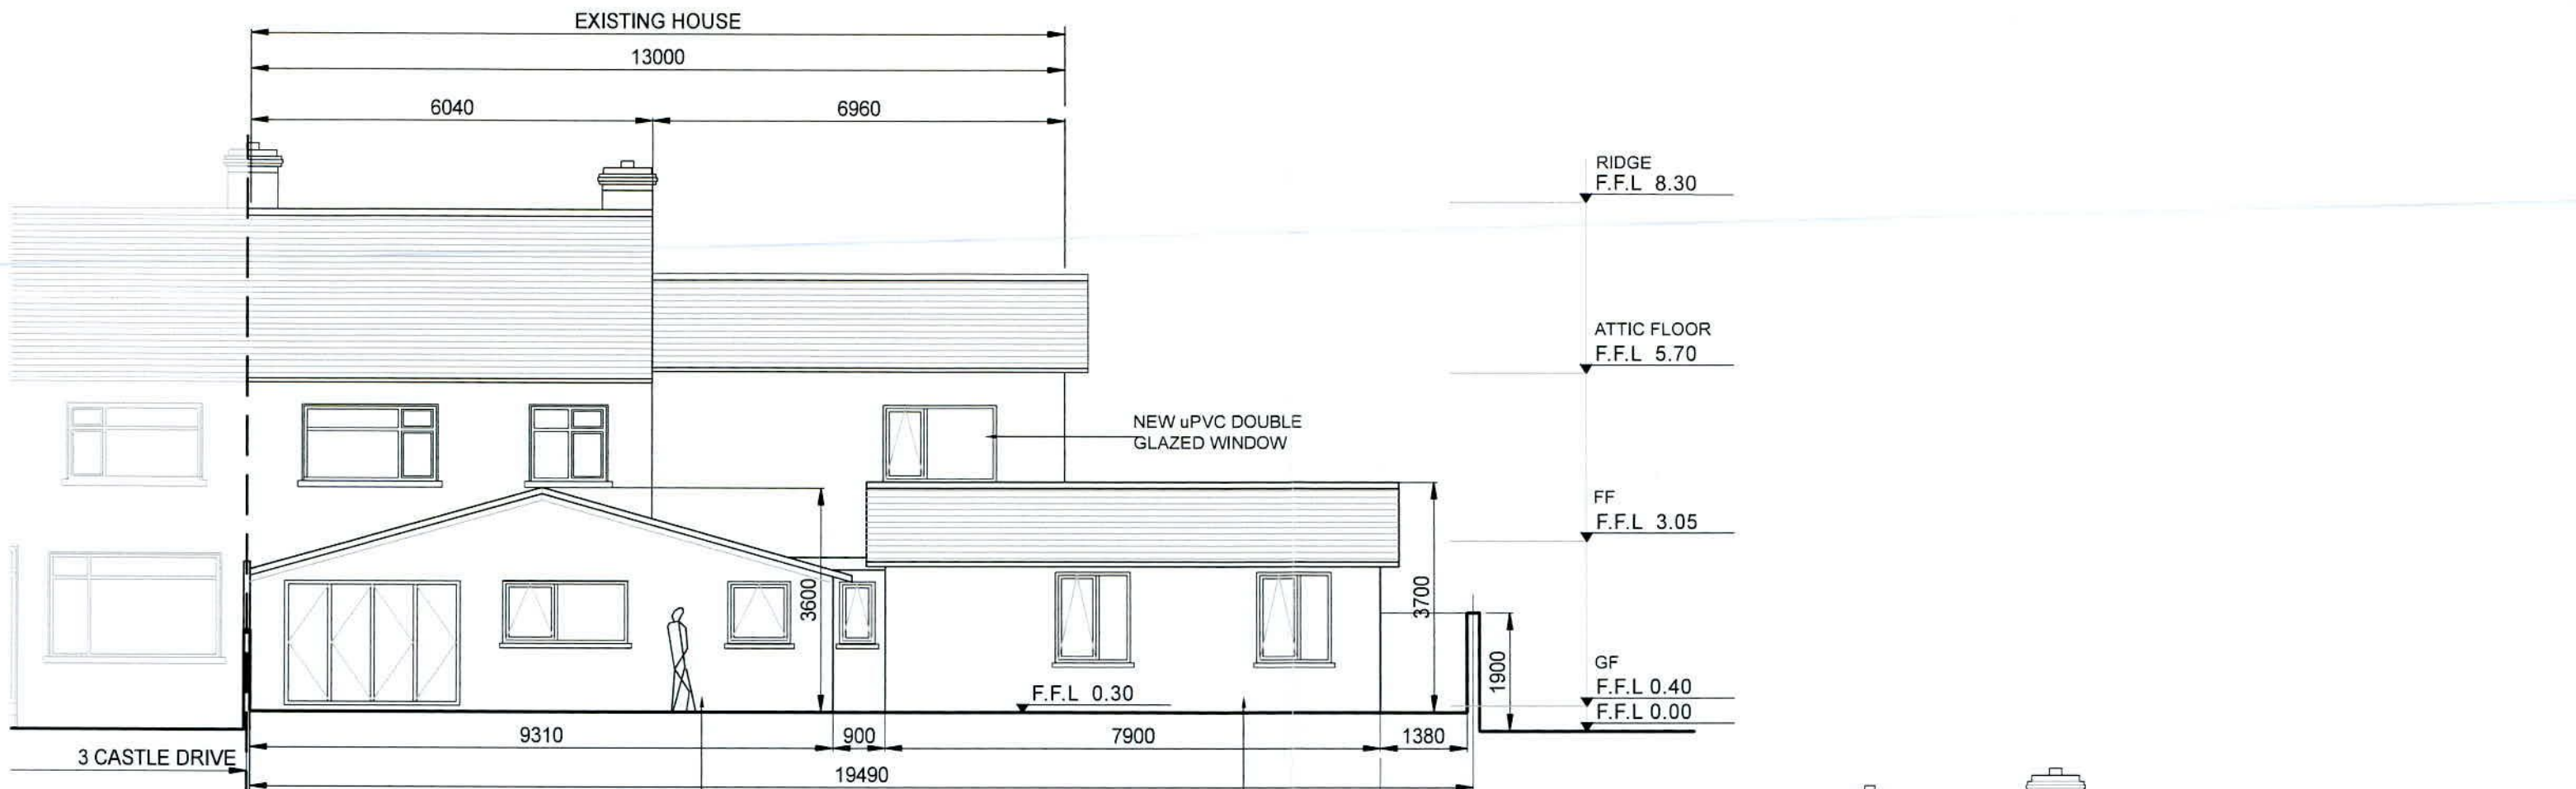 EXISTING HOUSE
13000
6040
6960
RIDGE
F.F.L 8.30
ATTIC FLOOR
F.F.L 5.70
NEW uPVC DOUBLE
GLAZED WINDOW
FF
F.F.L 3.05
3600
3700
1900
GF
F.F.L 0.40
F.F.L 0.00
F.F.L 0.30
9310
900
7900
1380
3 CASTLE DRIVE
19490